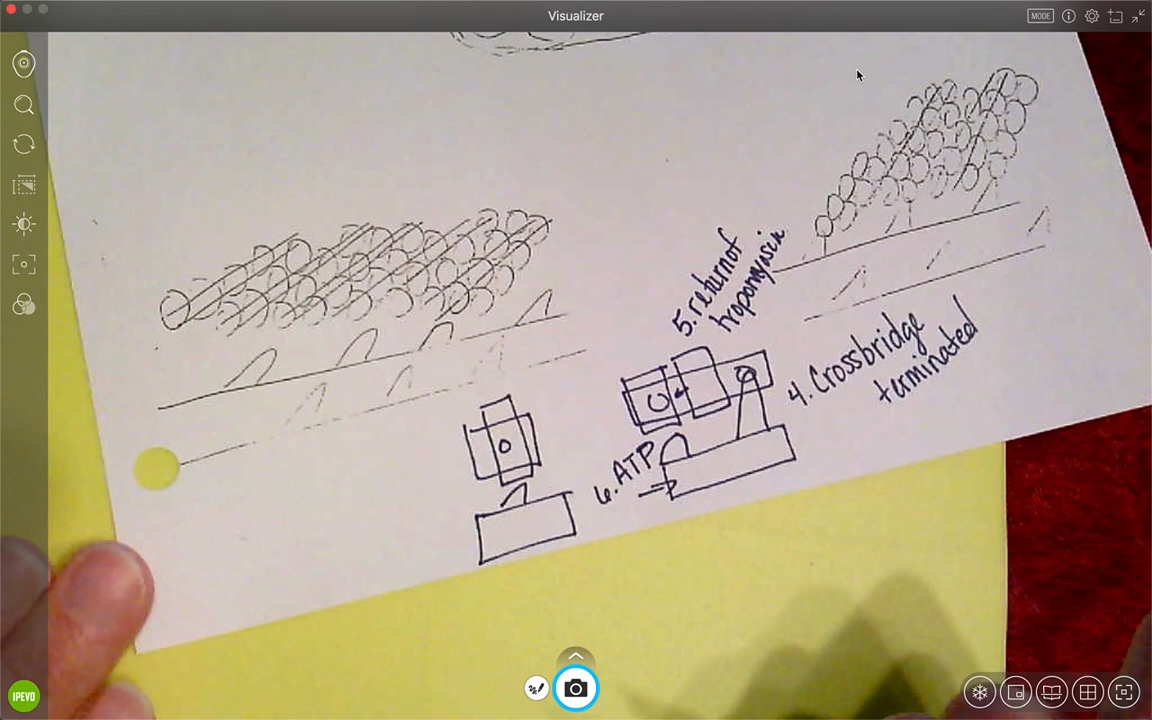 Visualizer
MODE
5. return of
tropomyosin
4. Crossbridge
terminated
6. ATP
IPEVO